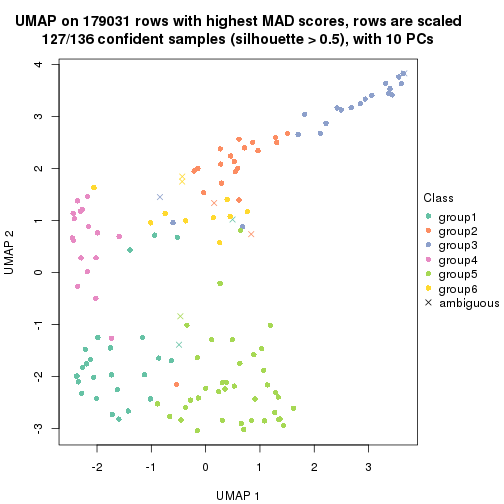 UMAP on 179031 rows with highest MAD scores, rows are scaled
127/136 confident samples (silhouette > 0.5), with 10 PCs
4
3
2
1
0
-1
-2
-3
UMAP 2
-2
-1
0
1
2
3
UMAP 1
Class
group1
group2
group3
group4
group5
group6
ambiguous